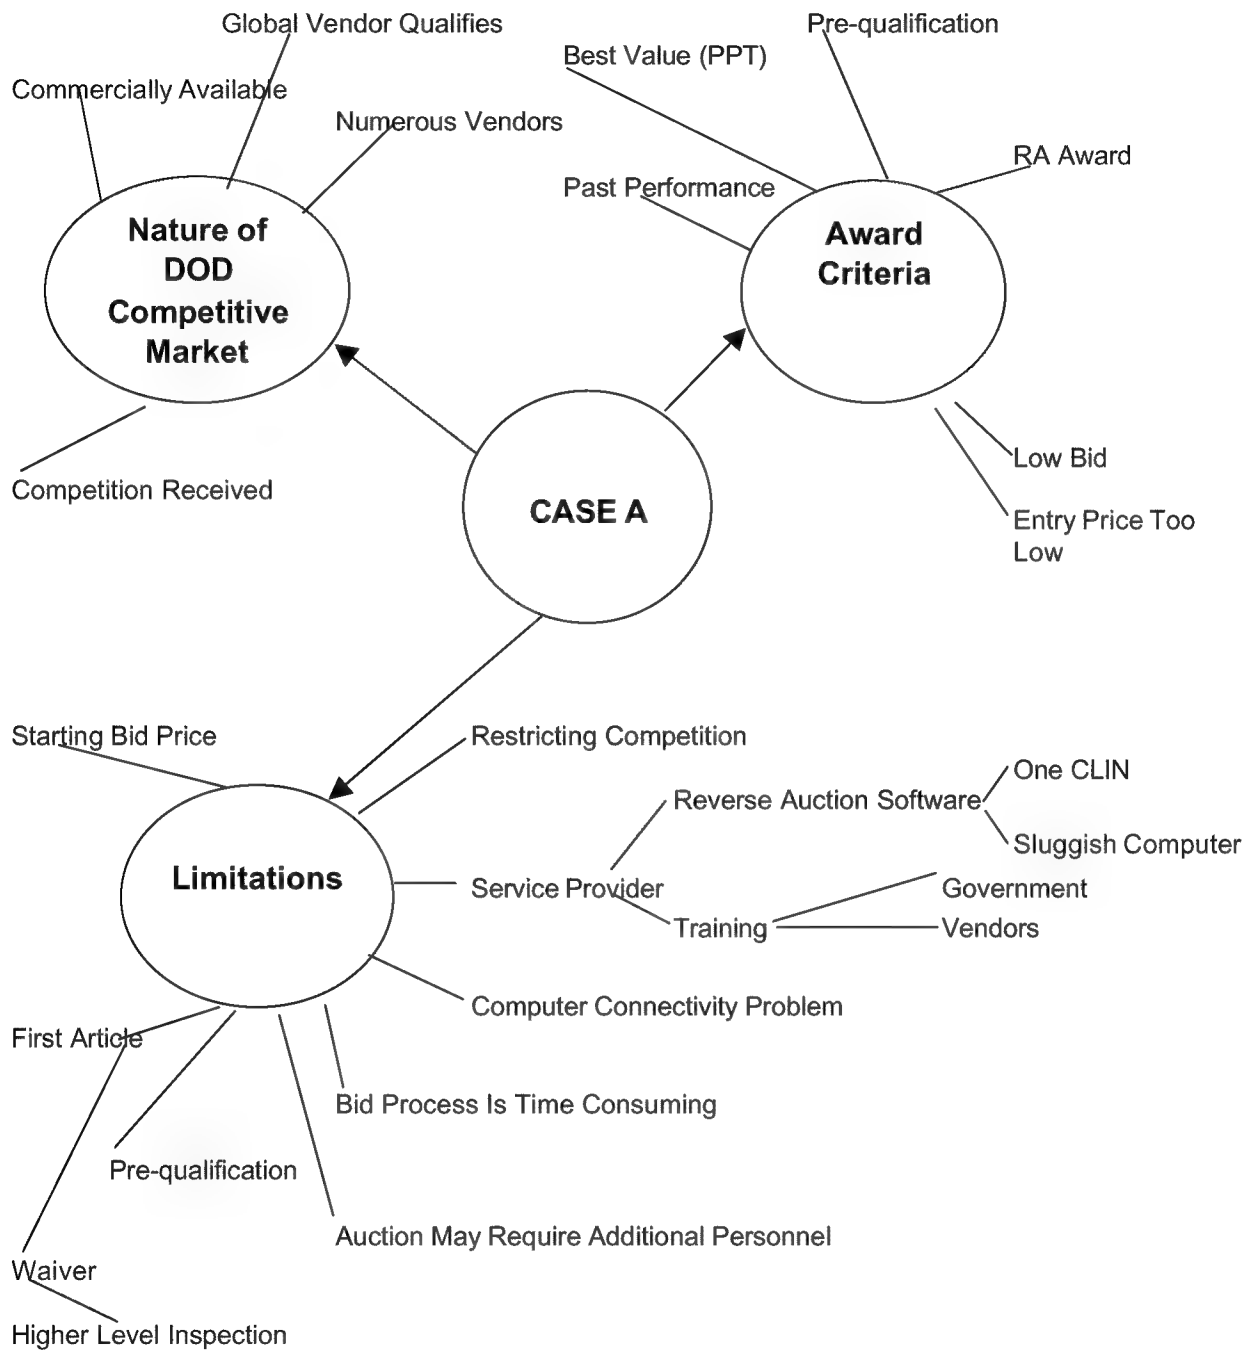 Global Vendor Qualifies
Pre-qualification
Best Value (PPT)
Commercially Available
Numerous Vendors
RA Award
Past Performance
Nature of
DOD
Competitive
Market
Award
Criteria
Competition Received
CASE A
Low Bid
Entry Price Too
Low
Starting Bid Price
Restricting Competition
One CLIN
Reverse Auction Software
Sluggish Computer
Limitations
Service Provider
Government
Training
Vendors
Computer Connectivity Problem
First Article
Bid Process Is Time Consuming
Pre-qualification
Auction May Require Additional Personnel
Waiver
Higher Level Inspection